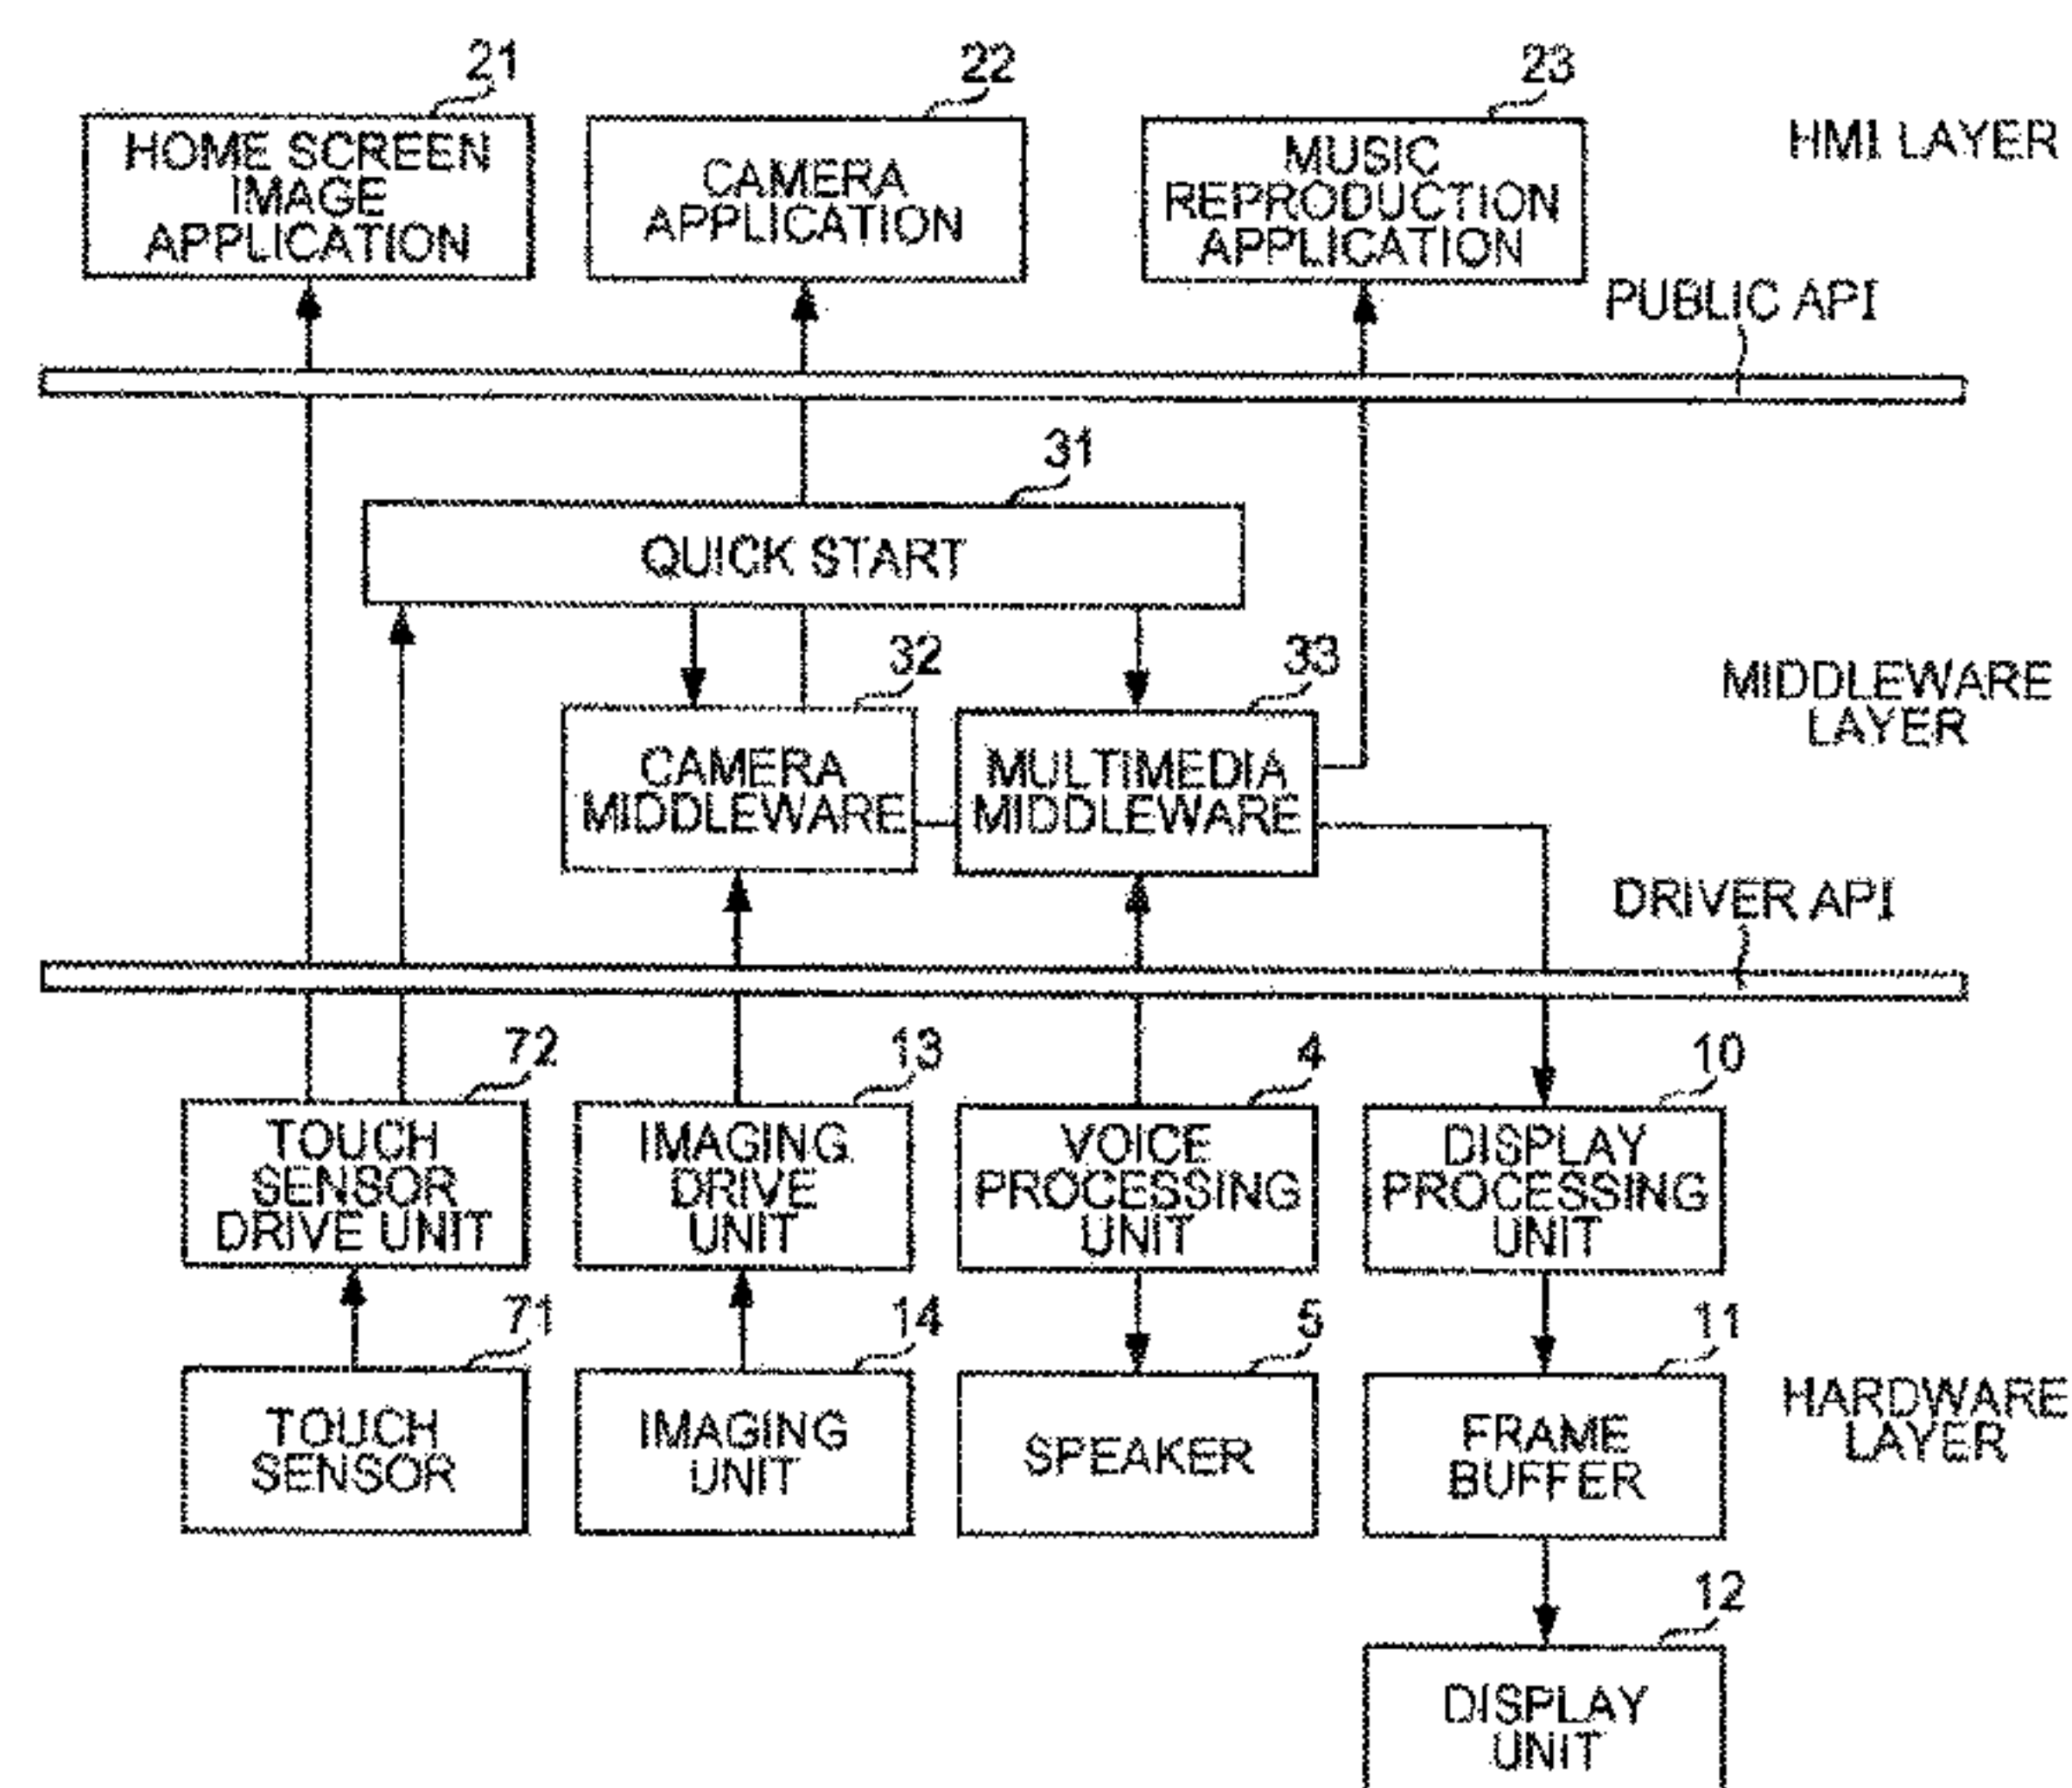 21
22
23
HOME SCREEN
IMAGE
APPLICATION
CAMERA
APPLICATION
MUSIC
REPRODUCTION
APPLICATION
HMI LAYER
PUBLIC API
31
QUICK START
32
33
CAMERA
MIDDLEWARE
MULTIMEDIA
MIDDLEWARE
MIDDLEWARE
LAYER
DRIVER API
72
13
4
10
TOUCH
SENSOR
DRIVE UNIT
IMAGING
DRIVE
UNIT
VOICE
PROCESSING
UNIT
DISPLAY
PROCESSING
UNIT
71
14
5
11
TOUCH
SENSOR
IMAGING
UNIT
SPEAKER
FRAME
BUFFER
HARDWARE
LAYER
12
DISPLAY
UNIT